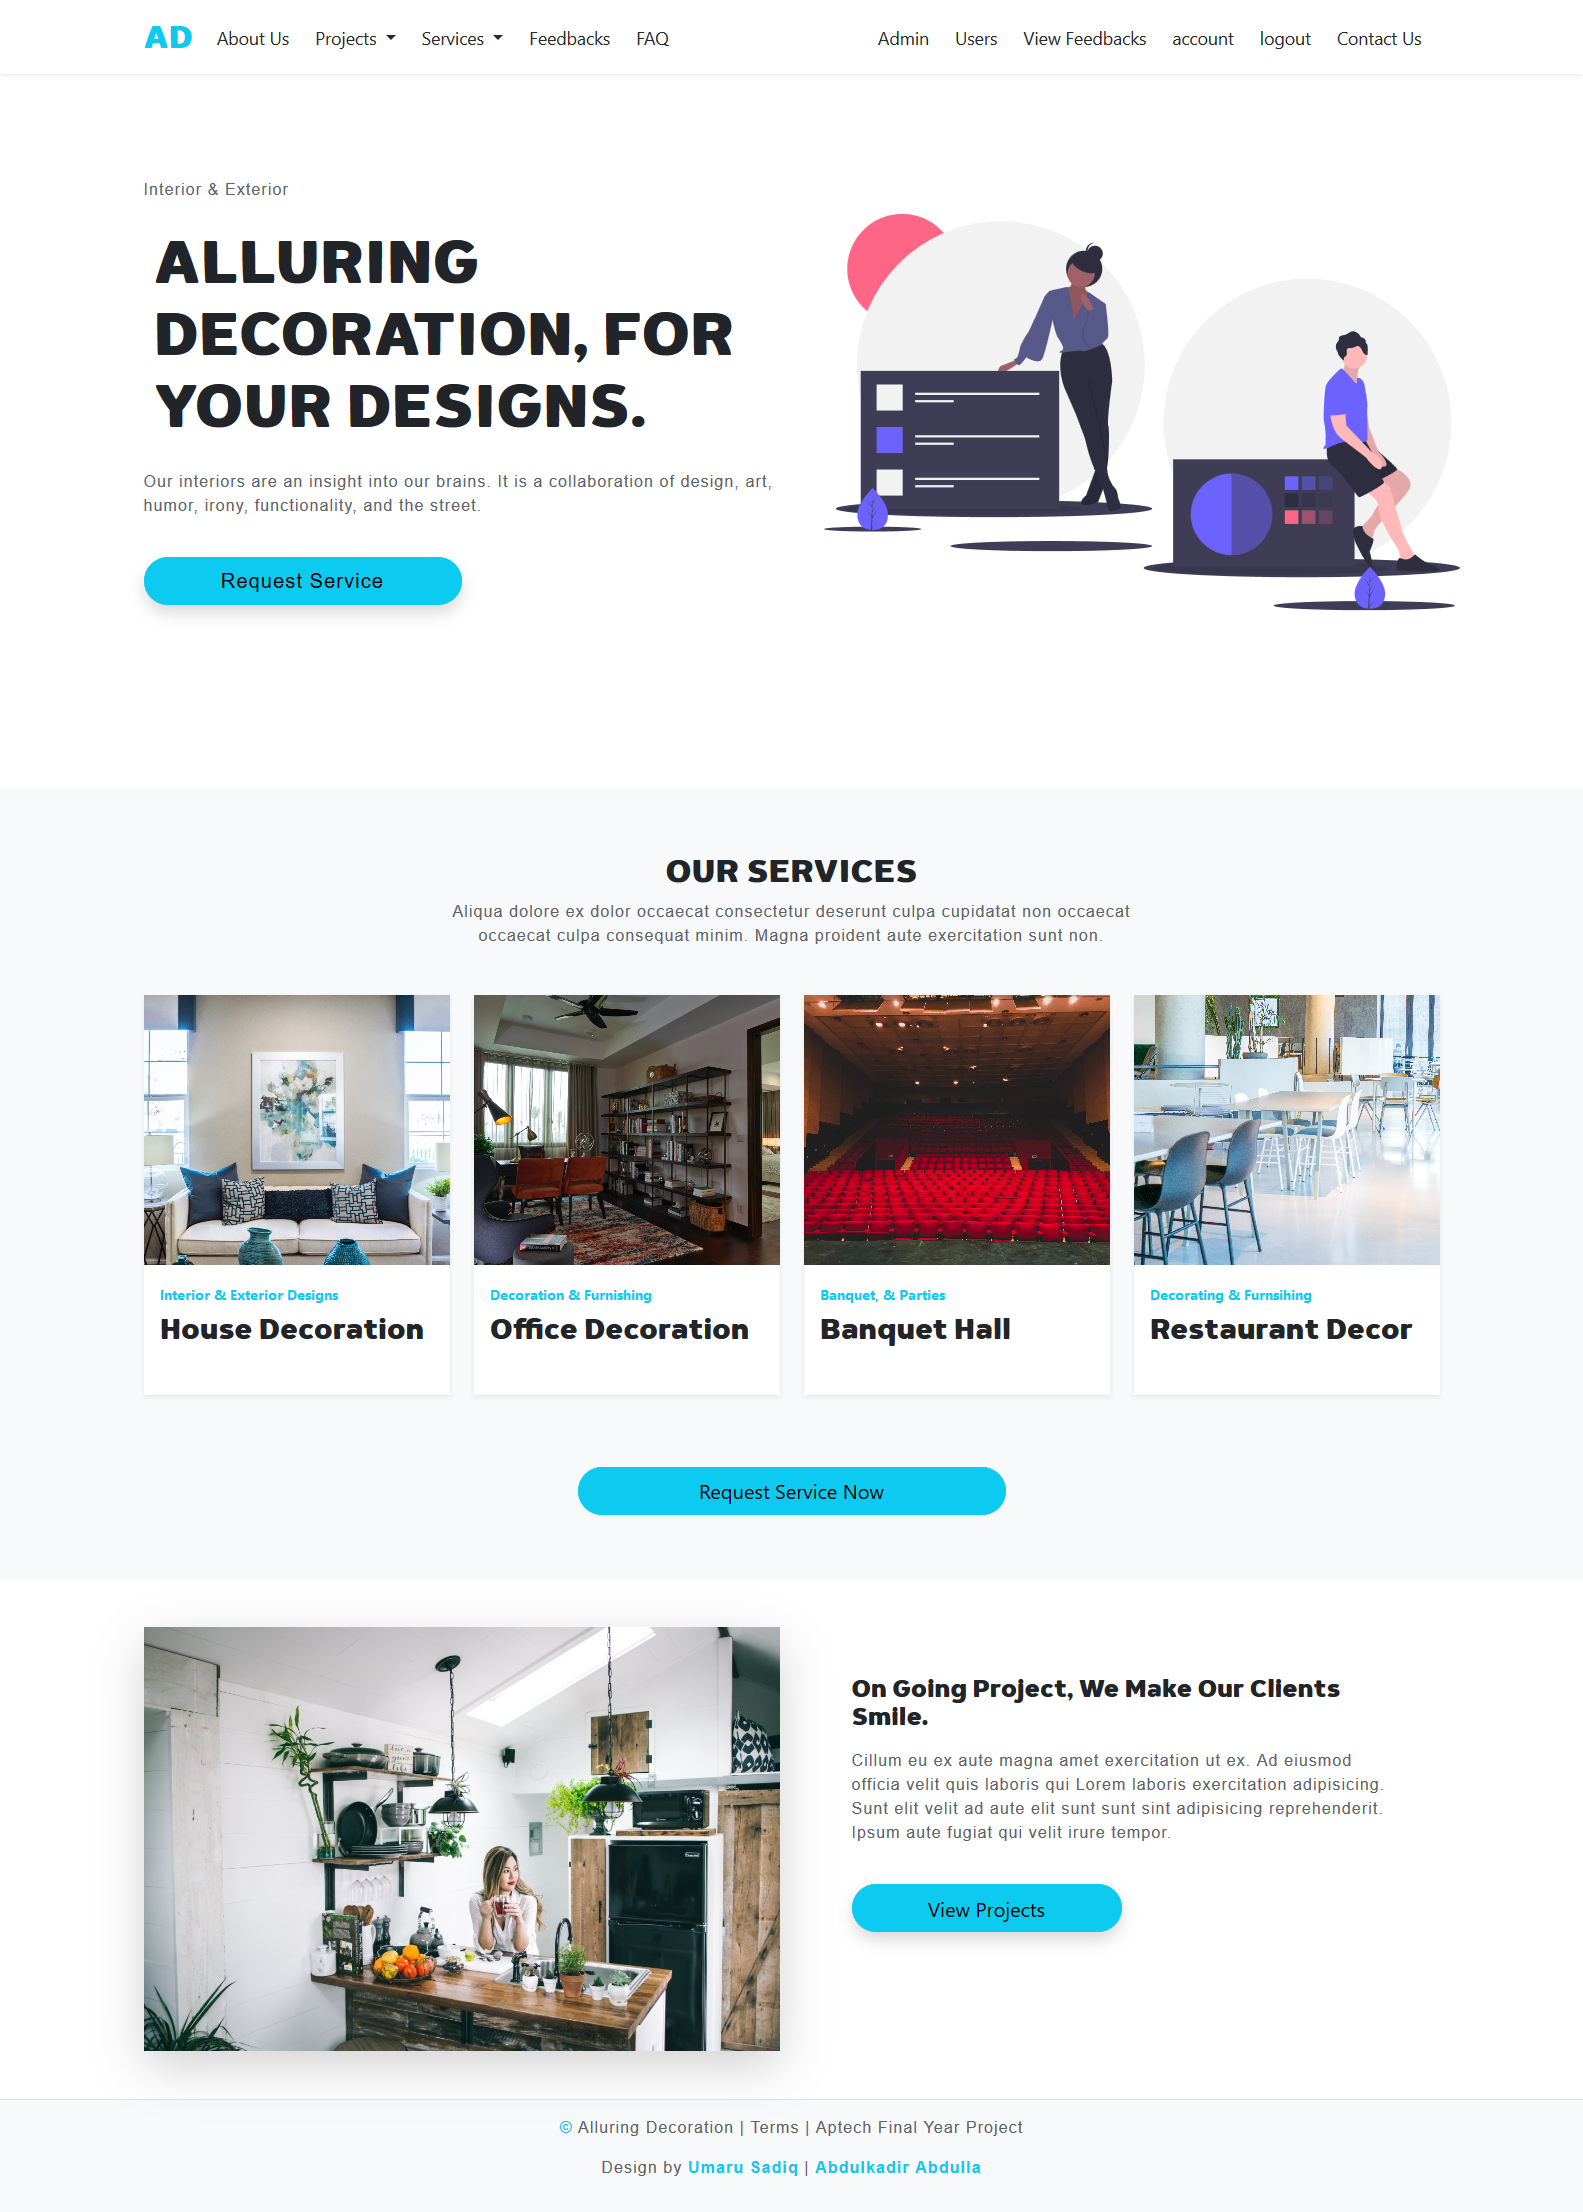 AD About Us Projects Services Feedbacks FAQ Admin Users View Feedbacks account logout Contact Us
Interior & Exterior
ALLURING
DECORATION, FOR
YOUR DESIGNS.
Our interiors are an insight into our brains. It is a collaboration of design, art,
humor, irony, functionality, and the street.
Request Service
OUR SERVICES
Aliqua dolore ex dolor occaecat consectetur deserunt culpa cupidatat non occaecat
occaecat culpa consequat minim. Magna proident aute exercitation sunt non.
Interior & Exterior Designs
House Decoration
Decoration & Furnishing
Office Decoration
Banquet, & Parties
Banquet Hall
Decorating & Furnsihing
Restaurant Decor
Request Service Now
On Going Project, We Make Our Clients
Smile.
Cillum eu ex aute magna amet exercitation ut ex. Ad eiusmod
officia velit quis laboris qui Lorem laboris exercitation adipisicing.
Sunt elit velit ad aute elit sunt sunt sint adipisicing reprehenderit.
Ipsum aute fugiat qui velit irure tempor.
View Projects
© Alluring Decoration | Terms | Aptech Final Year Project
Design by Umaru Sadiq | Abdulkadir Abdulla